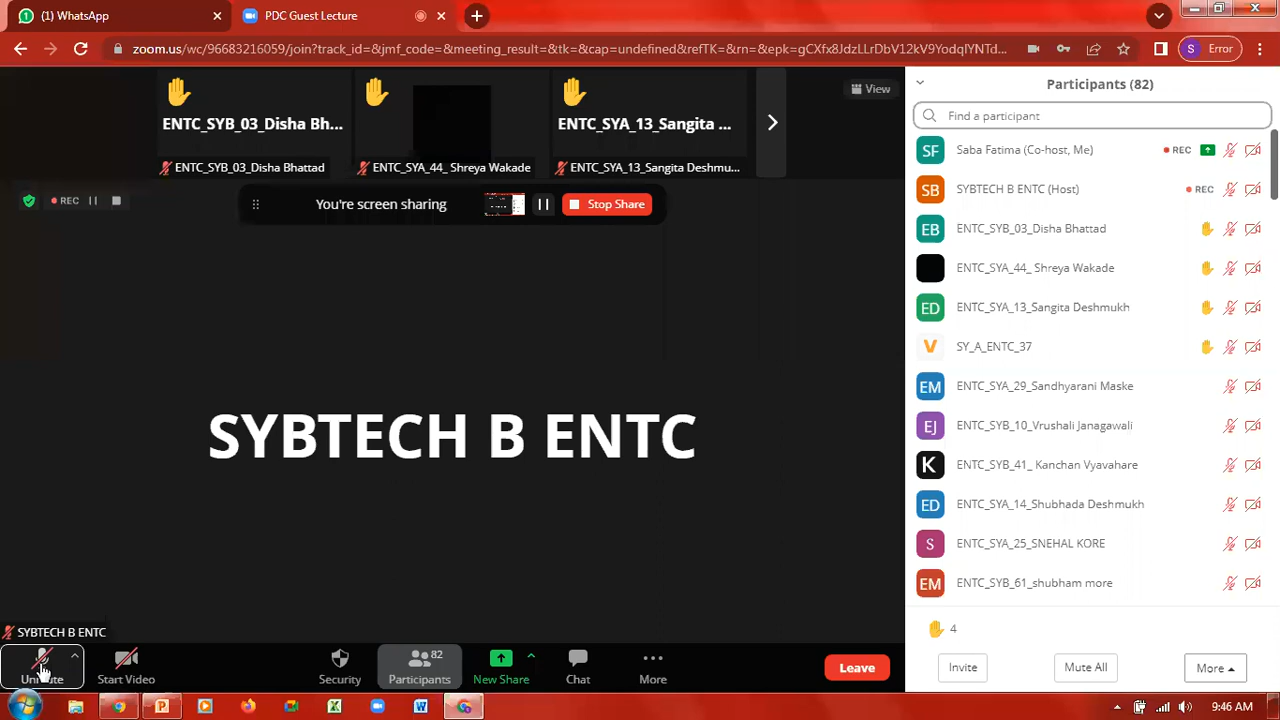 (1) WhatsApp
PDC Guest Lecture
zoom.us/wc/96683216059/join?track_id=&jmf_code=&meeting_result=&tk=&cap=undefined&refTK=&rn=&epk=gCXfx8JdzLLrDbV12kV9YodqlYNTd...
S
Error
ENTC_SYB_03_Disha Bh...
ENTC_SYA_13_Sangita ...
View
ENTC_SYB_03_Disha Bhattad
ENTC_SYA_44_ Shreya Wakade
ENTC_SYA_13_Sangita Deshmu...
REC
You're screen sharing
Stop Share
SYBTECH B ENTC
SYBTECH B ENTC
Start Video
Security
82
Participants
New Share
Chat
More
Leave
Participants (82)
Find a participant
SF
Saba Fatima (Co-host, Me)
REC
SB
SYBTECH B ENTC (Host)
REC
EB
ENTC_SYB_03_Disha Bhattad
ENTC_SYA_44_ Shreya Wakade
ED
ENTC_SYA_13_Sangita Deshmukh
V
SY_A_ENTC_37
EM
ENTC_SYA_29_Sandhyarani Maske
EJ
ENTC_SYB_10_Vrushali Janagawali
K
ENTC_SYB_41_ Kanchan Vyavahare
ED
ENTC_SYA_14_Shubhada Deshmukh
S
ENTC_SYA_25_SNEHAL KORE
EM
ENTC_SYB_61_shubham more
4
Invite
Mute All
More
9:46 AM